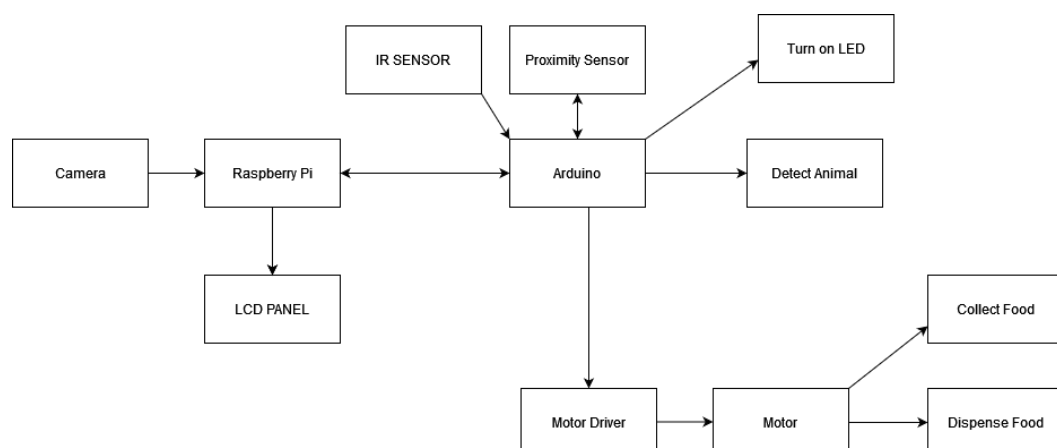 Turn on LED
IR SENSOR
Proximity Sensor
Camera
Raspberry Pi
Arduino
Detect Animal
LCD PANEL
Collect Food
Motor Driver
Motor
Dispense Food